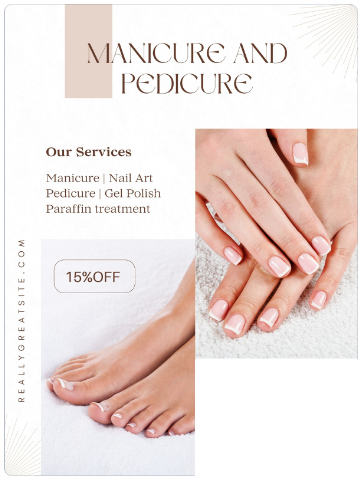 MANICURE AND
PEDICURE
Our Services
Manicure | Nail Art
Pedicure | Gel Polish
Paraffin treatment
15%OFF
REALLYGREATSITE.COM